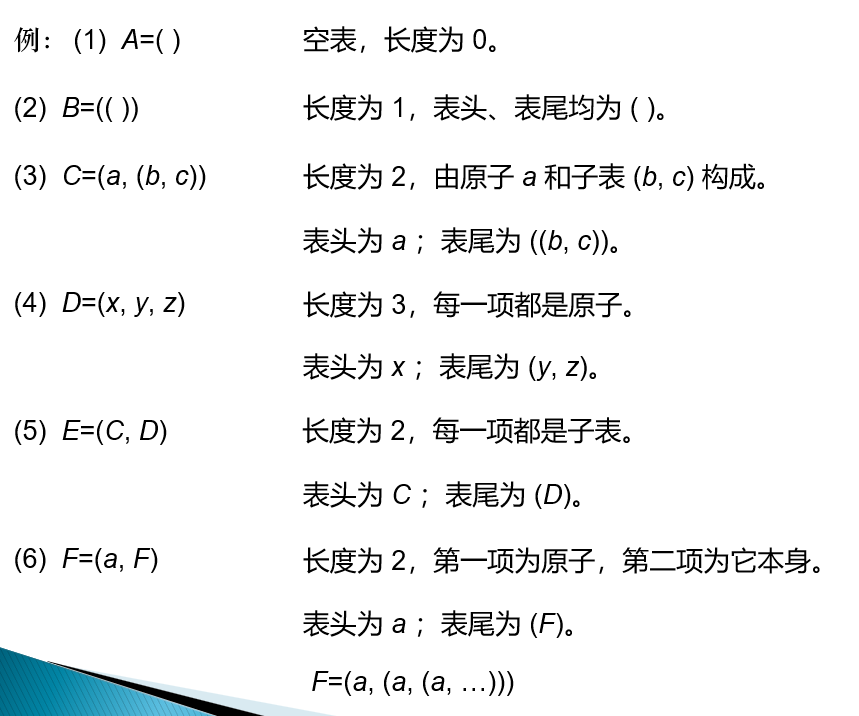 例： (1) A=( ) 空表，长度为 0。
(2) B=(( )) 长度为 1，表头、表尾均为 ( )。
(3) C=(a, (b, c)) 长度为 2，由原子 a 和子表 (b, c) 构成。
表头为 a ；表尾为 ((b, c))。
(4) D=(x, y, z) 长度为 3，每一项都是原子。
表头为 x ；表尾为 (y, z)。
(5) E=(C, D) 长度为 2，每一项都是子表。
表头为 C ；表尾为 (D)。
(6) F=(a, F) 长度为 2，第一项为原子，第二项为它本身。
表头为 a ；表尾为 (F)。
F=(a, (a, (a, …)))